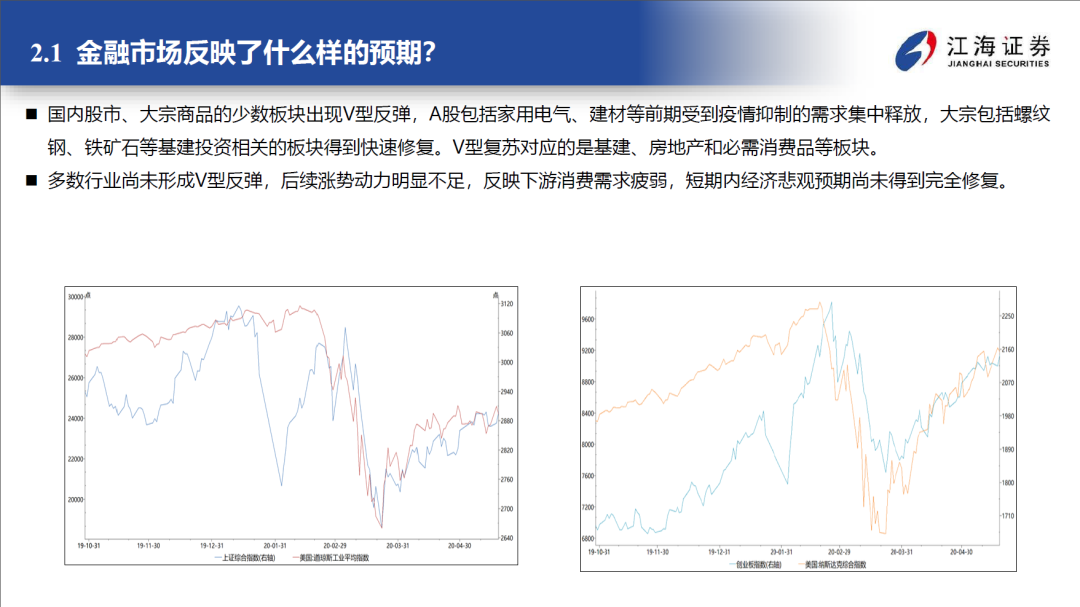 2.1 金融市场反映了什么样的预期？
江海证券
JIANGHAI SECURITIES
■ 国内股市、大宗商品的少数板块出现V型反弹，A股包括家用电气、建材等前期受到疫情抑制的需求集中释放，大宗包括螺纹
钢、铁矿石等基建投资相关的板块得到快速修复。V型复苏对应的是基建、房地产和必需消费品等板块。
■ 多数行业尚未形成V型反弹，后续涨势动力明显不足，反映下游消费需求疲弱，短期内经济悲观预期尚未得到完全修复。
点 点
30000
28000
26000
24000
22000
20000
3120
3060
3000
2940
2880
2820
2760
2700
2640
19-10-31 19-11-30 19-12-31 20-01-31 20-02-29 20-03-31 20-04-30
上证综合指数(右轴) 美国:道琼斯工业平均指数
9600
9200
8800
8400
8000
7600
7200
6800
2250
2160
2070
1980
1890
1800
1710
19-10-31 19-11-30 19-12-31 20-01-31 20-02-29 20-03-31 20-04-30
创业板指数(右轴) 美国:纳斯达克综合指数